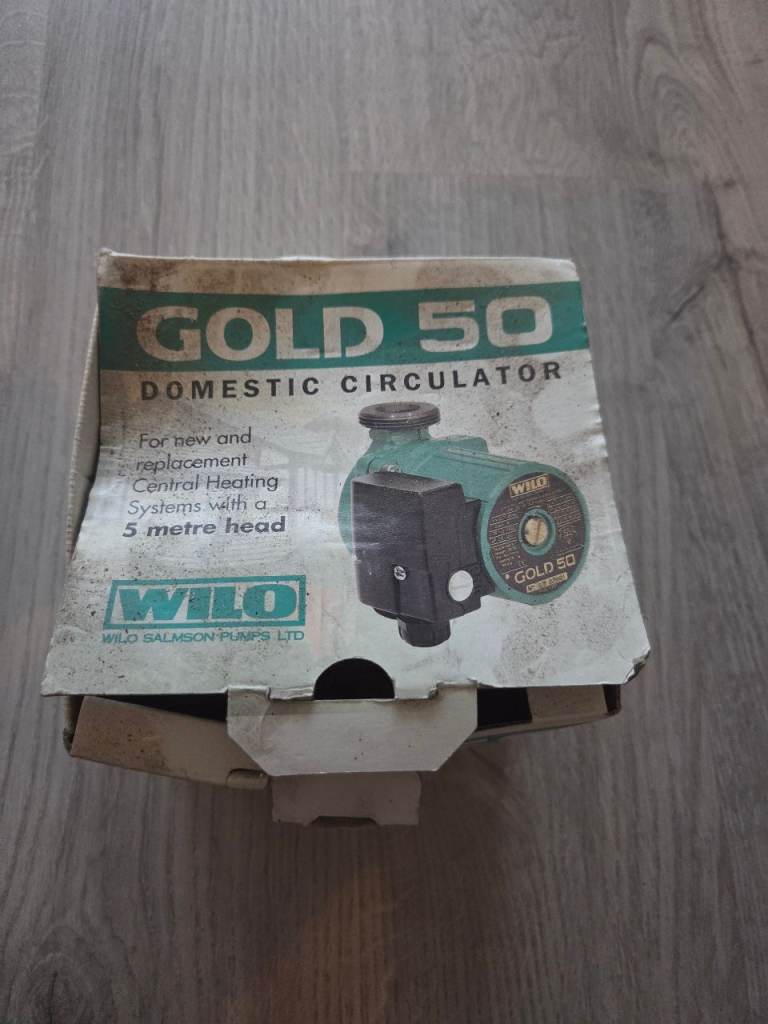 GOLD 50
DOMESTIC CIRCULATOR
For new and
replacement
Central Heating
Systems with a
5 metre head
WILO
GOLD 50
WILO
WILO SALMSON PUMPS LTD